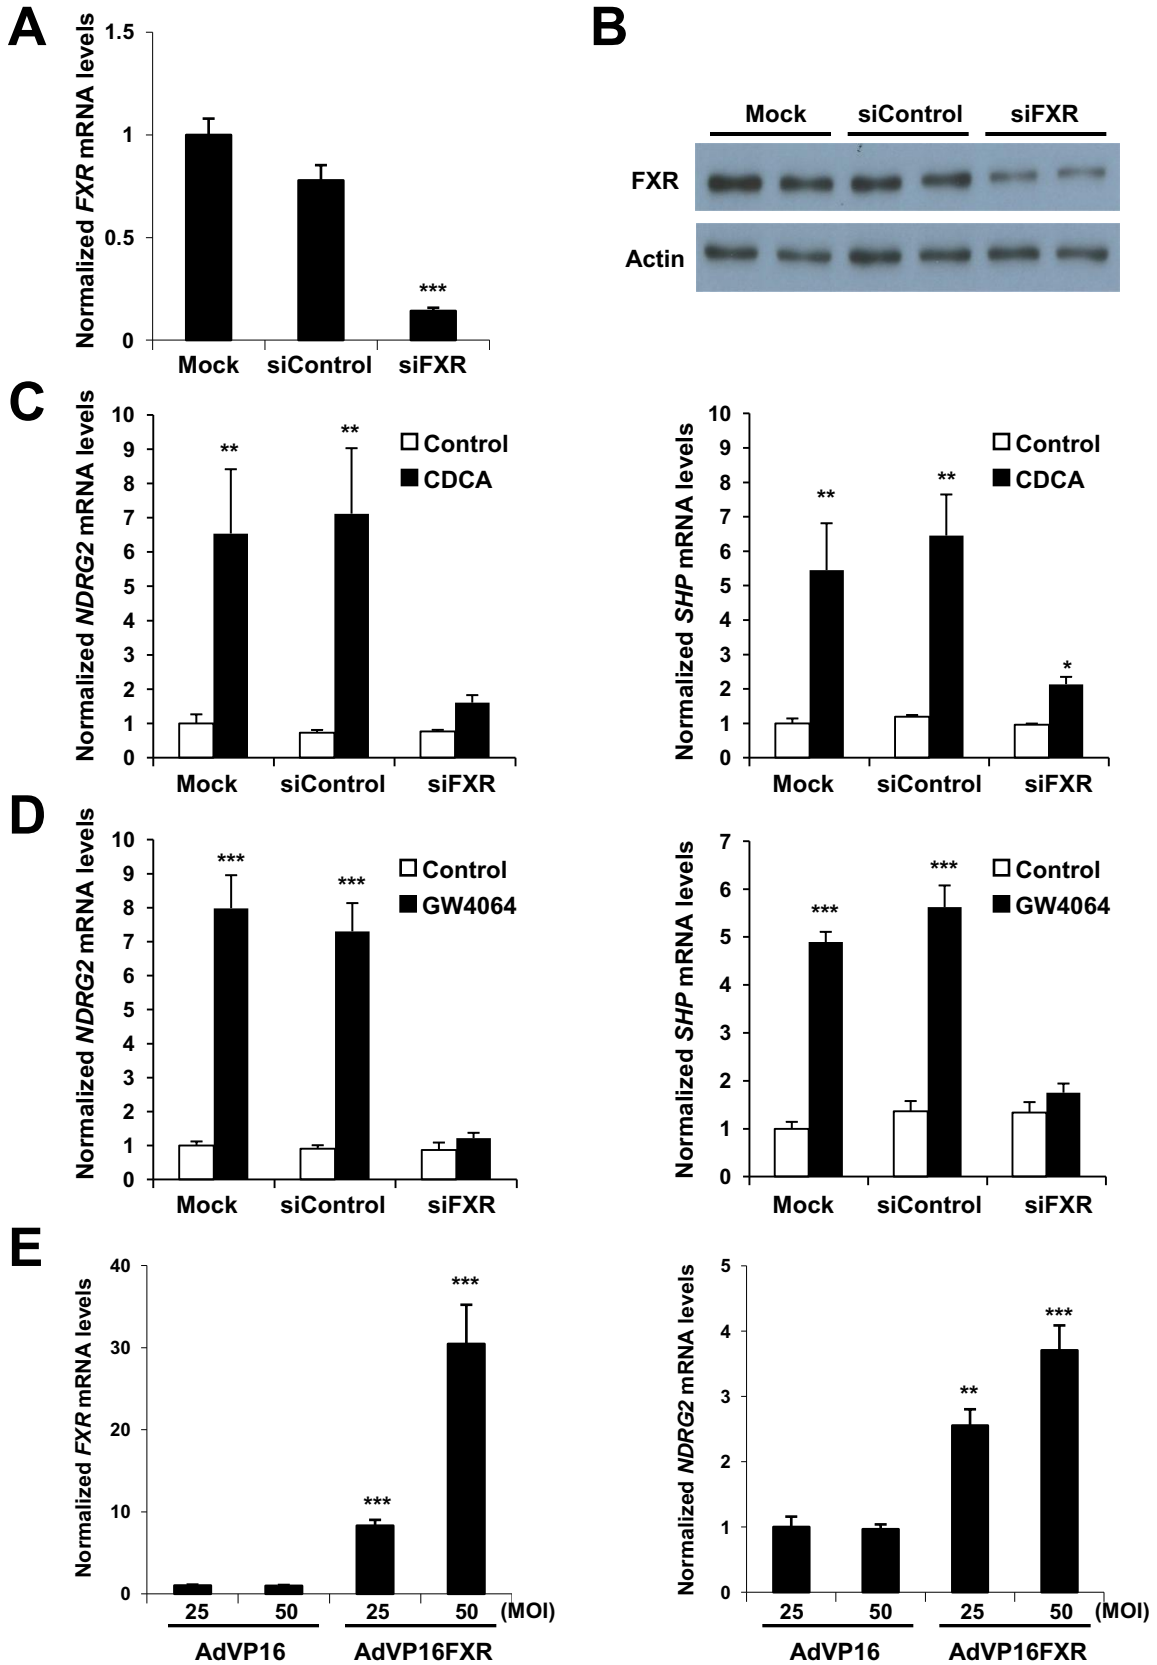 A
Normalized FXR mRNA levels
1.5
1
0.5
0
***
Mock siControl siFXR
B
Mock siControl siFXR
FXR
Actin
C
Normalized NDRG2 mRNA levels
10
9
8
7
6
5
4
3
2
1
0
** **
Control
CDCA
Mock siControl siFXR
Normalized SHP mRNA levels
10
9
8
7
6
5
4
3
2
1
0
** ** *
Control
CDCA
Mock siControl siFXR
D
Normalized NDRG2 mRNA levels
10
9
8
7
6
5
4
3
2
1
0
*** ***
Control
GW4064
Mock siControl siFXR
Normalized SHP mRNA levels
7
6
5
4
3
2
1
0
*** ***
Control
GW4064
Mock siControl siFXR
E
Normalized FXR mRNA levels
40
30
20
10
0
*** ***
25 50 25 50 (MOI)
AdVP16 AdVP16FXR
Normalized NDRG2 mRNA levels
5
4
3
2
1
0
** ***
25 50 25 50 (MOI)
AdVP16 AdVP16FXR